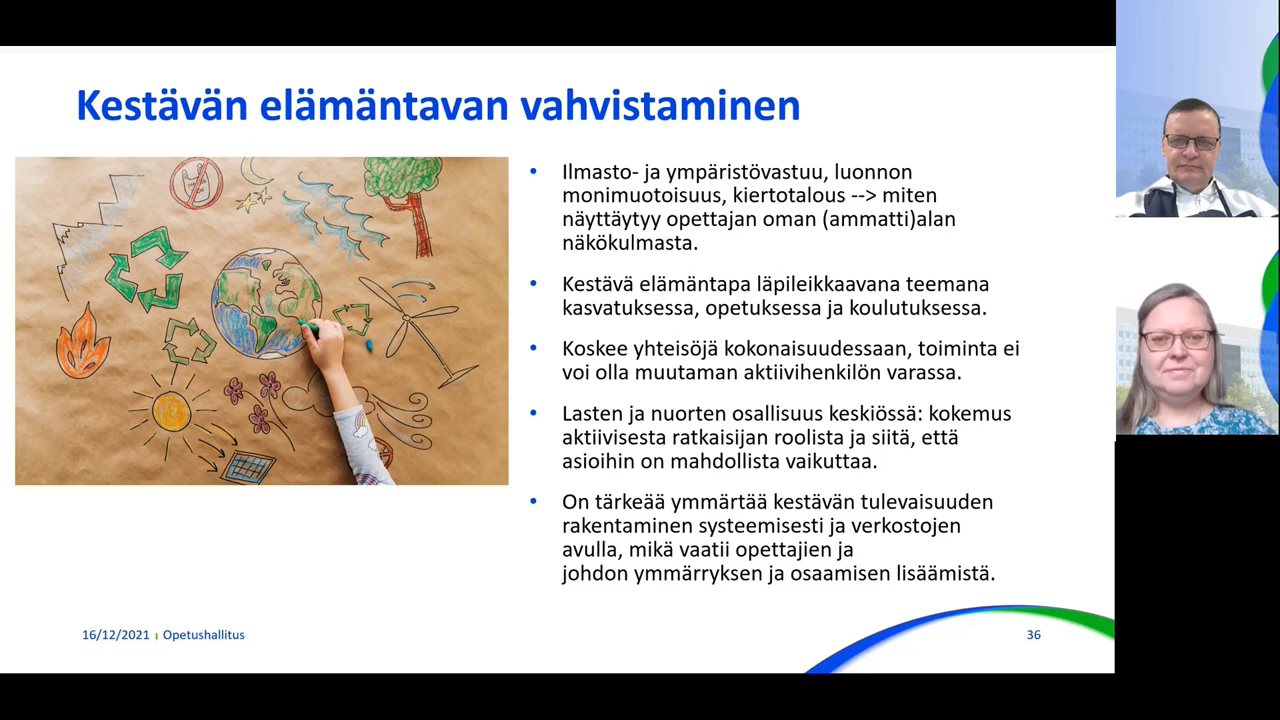 Kestävän elämäntavan vahvistaminen
• Ilmasto- ja ympäristövastuu, luonnon
monimuotoisuus, kiertotalous --> miten
näyttäytyy opettajan oman (ammatti)alan
näkökulmasta.
• Kestävä elämäntapa läpileikkaavana teemana
kasvatuksessa, opetuksessa ja koulutuksessa.
• Koskee yhteisöjä kokonaisuudessaan, toiminta ei
voi olla muutaman aktiivihenkilön varassa.
• Lasten ja nuorten osallisuus keskiössä: kokemus
aktiivisesta ratkaisijan roolista ja siitä, että
asioihin on mahdollista vaikuttaa.
• On tärkeää ymmärtää kestävän tulevaisuuden
rakentaminen systeemisesti ja verkostojen
avulla, mikä vaatii opettajien ja
johdon ymmärryksen ja osaamisen lisäämistä.
16/12/2021 ı Opetushallitus
36